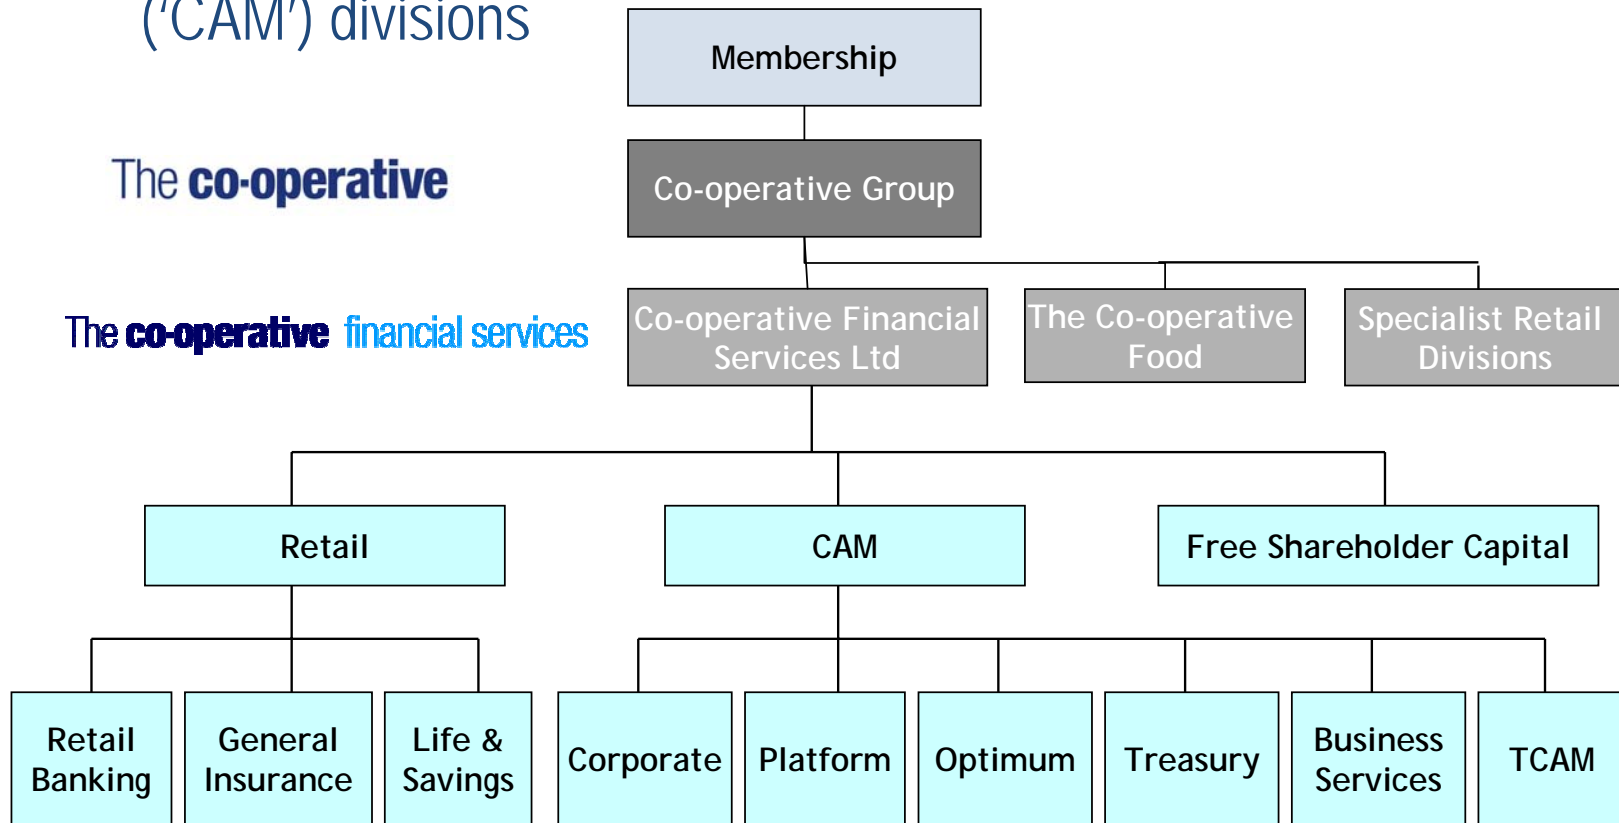 ('CAM') divisions
Membership
The co-operative
Co-operative Group
The co-operative financial services
Co-operative Financial
Services Ltd
The Co-operative
Food
Specialist Retail
Divisions
Retail
CAM
Free Shareholder Capital
Retail
Banking
General
Insurance
Life &
Savings
Corporate
Platform
Optimum
Treasury
Business
Services
TCAM